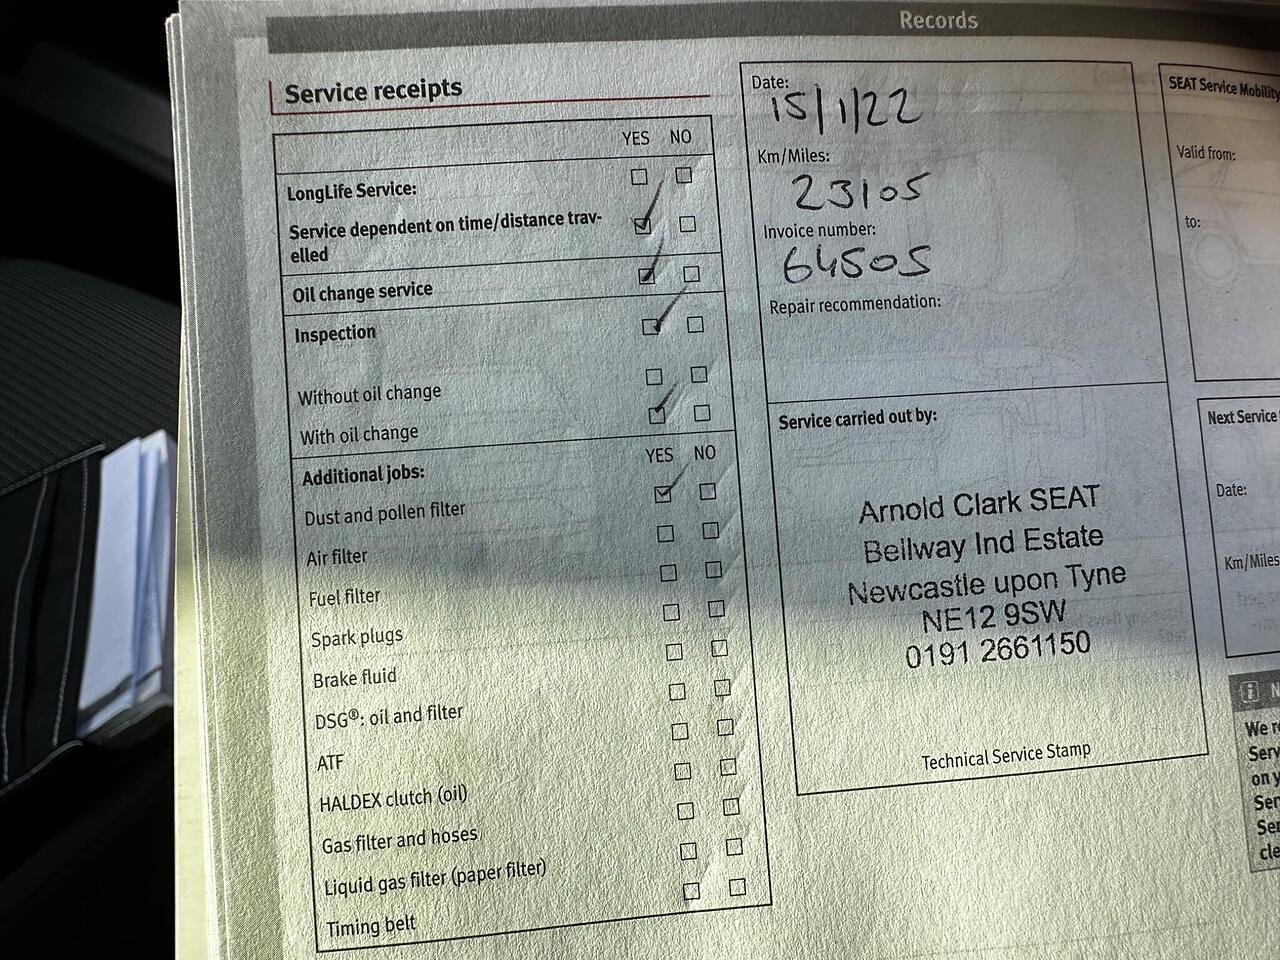 Records
Service receipts
YES NO
LongLife Service:
Service dependent on time/distance trav-
elled
Oil change service
Inspection
Without oil change
With oil change
YES NO
Additional jobs:
Dust and pollen filter
Air filter
Fuel filter
Spark plugs
Brake fluid
DSG®: oil and filter
ATF
HALDEX clutch (oil)
Gas filter and hoses
Liquid gas filter (paper filter)
Timing belt
Date:
15/1/22
Km/Miles:
23105
Invoice number:
64505
Repair recommendation:
Service carried out by:
Arnold Clark SEAT
Bellway Ind Estate
Newcastle upon Tyne
NE12 9SW
0191 2661150
Technical Service Stamp
SEAT Service Mobility
Valid from:
to:
Next Service
Date:
Km/Miles
We
on